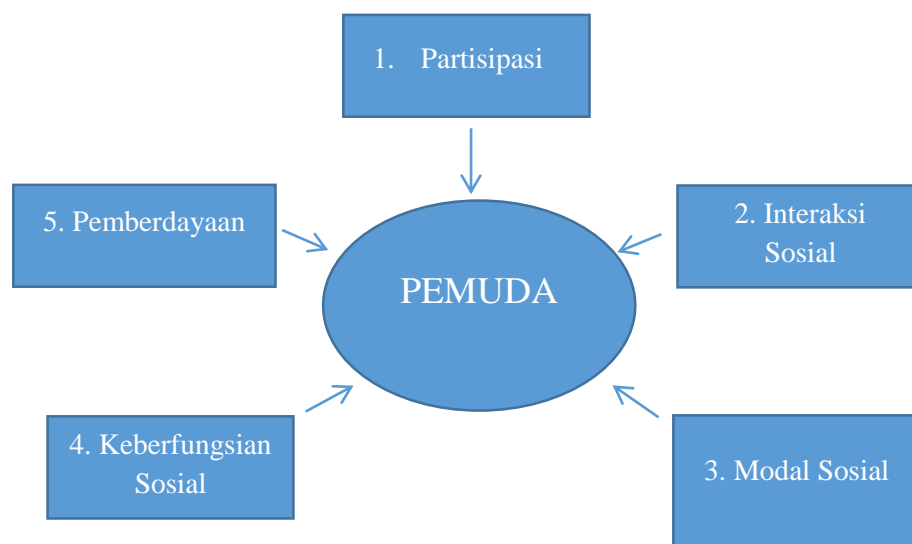 1. Partisipasi
5. Pemberdayaan
2. Interaksi
Sosial
PEMUDA
4. Keberfungsian
Sosial
3. Modal Sosial